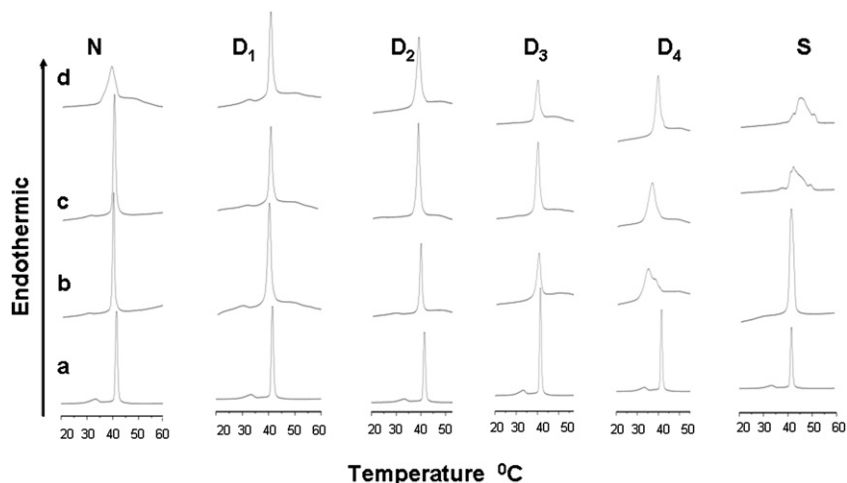 N D₁ D₂ D₃ D₄ S
d
c
b
a
Endothermic
20 30 40 50 60 20 30 40 50 60 20 30 40 50 20 30 40 50 20 30 40 50 20 30 40 50 60
Temperature ⁰C